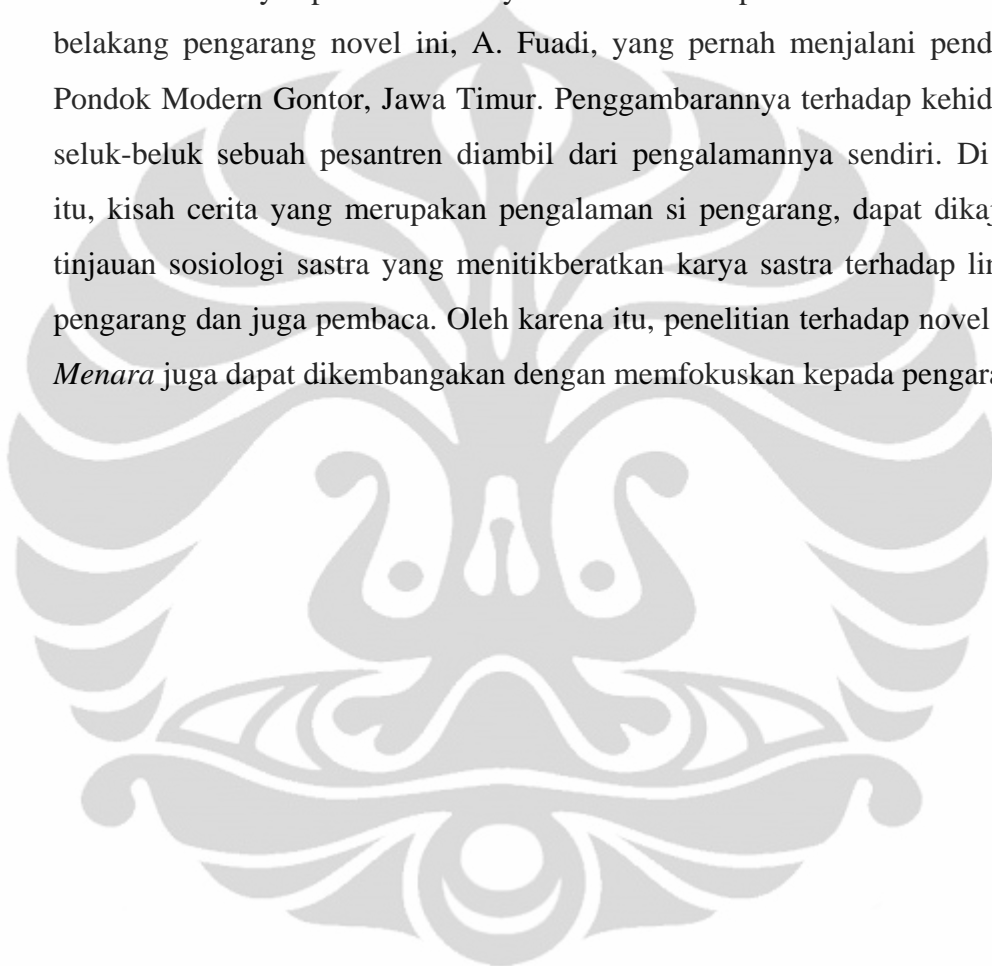 belakang pengarang novel ini, A. Fuadi, yang pernah menjalani pend
Pondok Modern Gontor, Jawa Timur. Penggambarannya terhadap kehid
seluk-beluk sebuah pesantren diambil dari pengalamannya sendiri. Di
itu, kisah cerita yang merupakan pengalaman si pengarang, dapat dikaj
tinjauan sosiologi sastra yang menitikberatkan karya sastra terhadap lin
pengarang dan juga pembaca. Oleh karena itu, penelitian terhadap novel
Menara juga dapat dikembangakan dengan memfokuskan kepada pengara